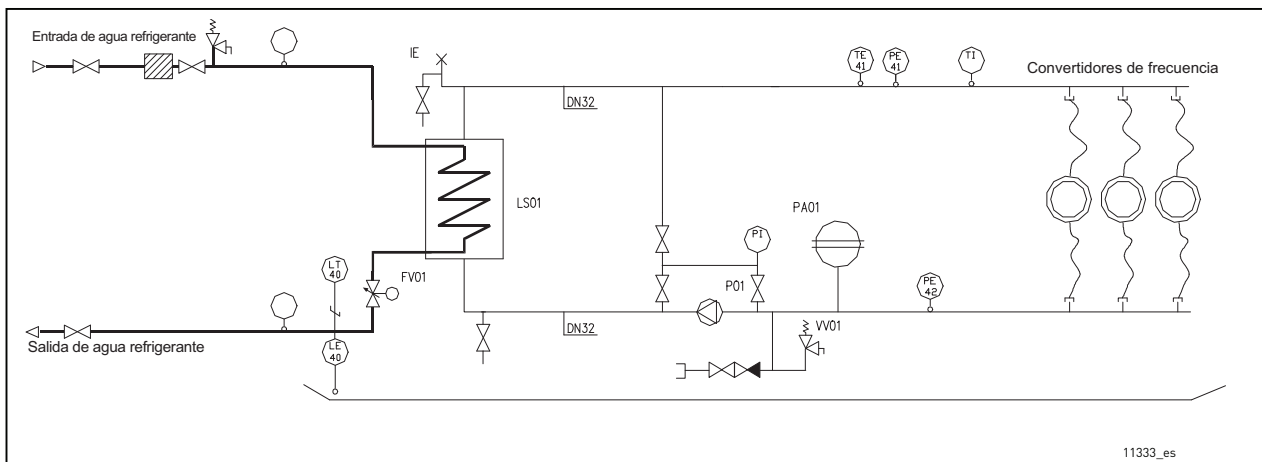 Entrada de agua refrigerante
IE
TE
41
PE
41
TI
Convertidores de frecuencia
DN32
LS01
PA01
PI
LT
40
FV01
P01
PE
42
DN32
VV01
Salida de agua refrigerante
LE
40
11333_es